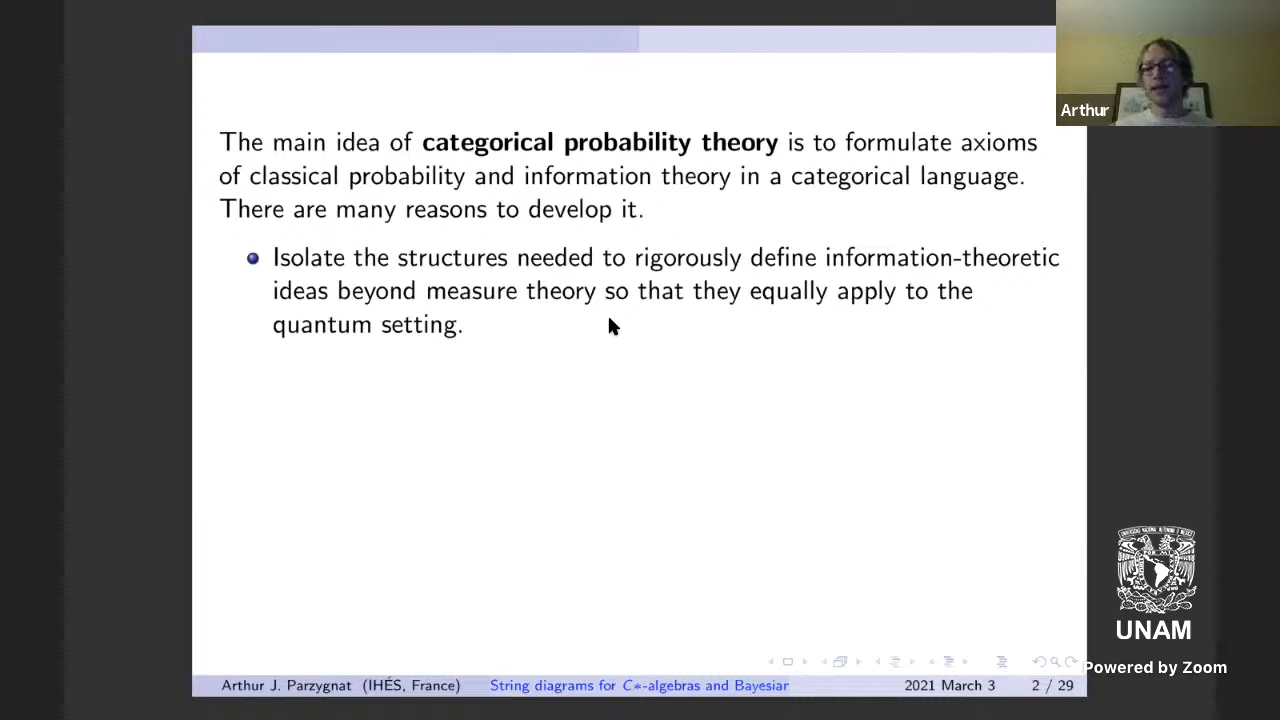 Arthur
The main idea of categorical probability theory is to formulate axioms
of classical probability and information theory in a categorical language.
There are many reasons to develop it.
Isolate the structures needed to rigorously define information-theoretic
ideas beyond measure theory so that they equally apply to the
quantum setting.
UNAM
Powered by Zoom
Arthur J. Parzygnat (IHÉS, France) String diagrams for C∗-algebras and Bayesiar 2021 March 3 2 / 29